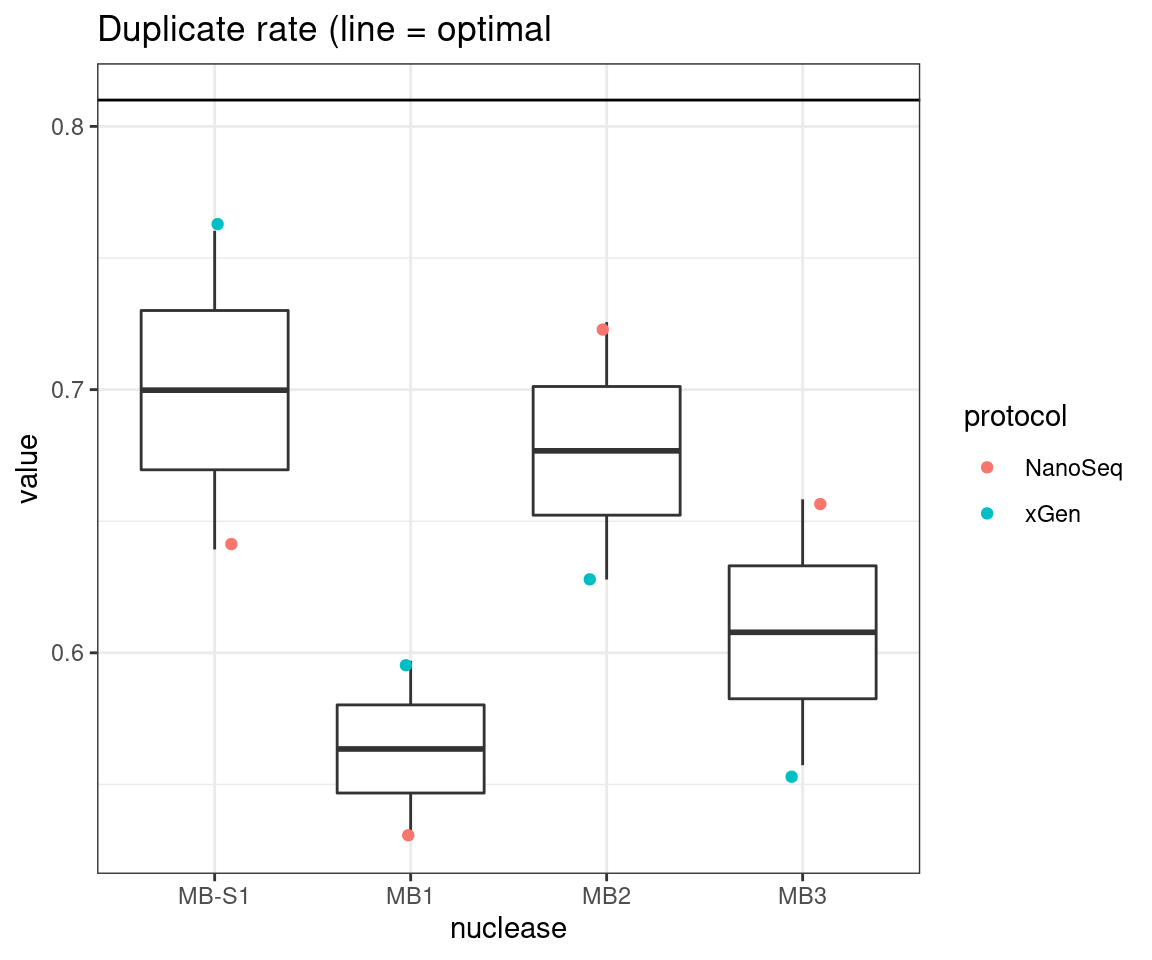 Duplicate rate (line = optimal
0.8
0.7
0.6
value
MB-S1
MB1
MB2
MB3
nuclease
protocol
NanoSeq
xGen